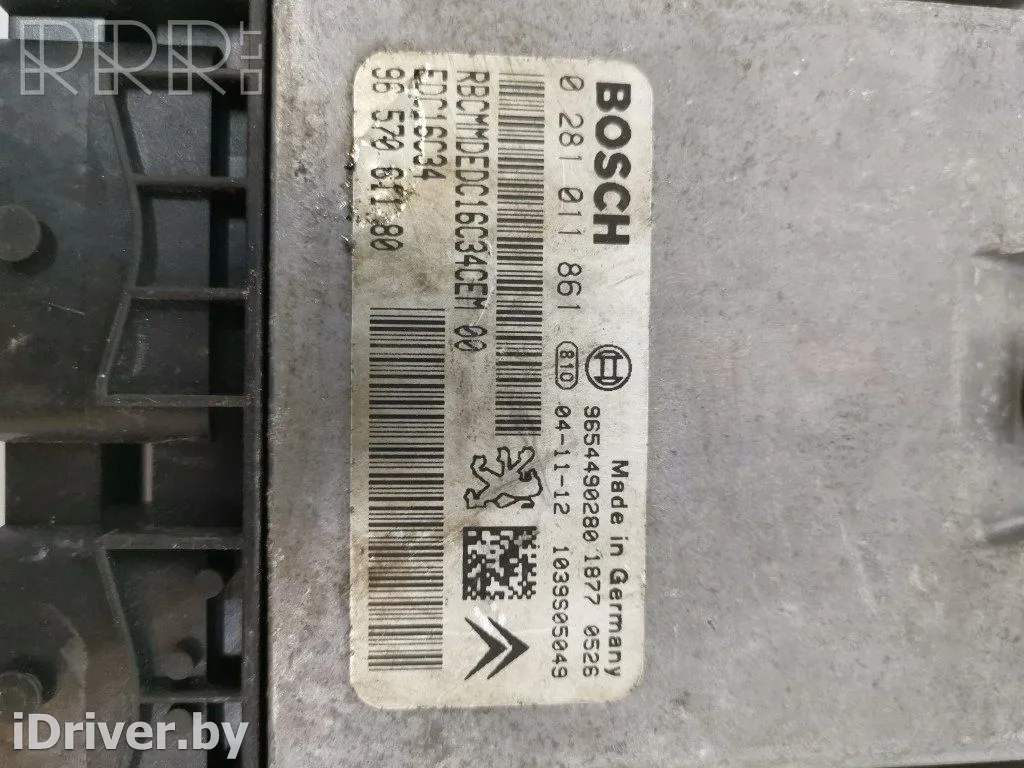 RRR.LT
BOSCH
Made in Germany
0 281 011 861
9654490280 1877 0526
810 04-11-12 1039S05049
RBCMMDEDC16C34CEM 00
EDC16C34
96 570 611 80
iDriver.by